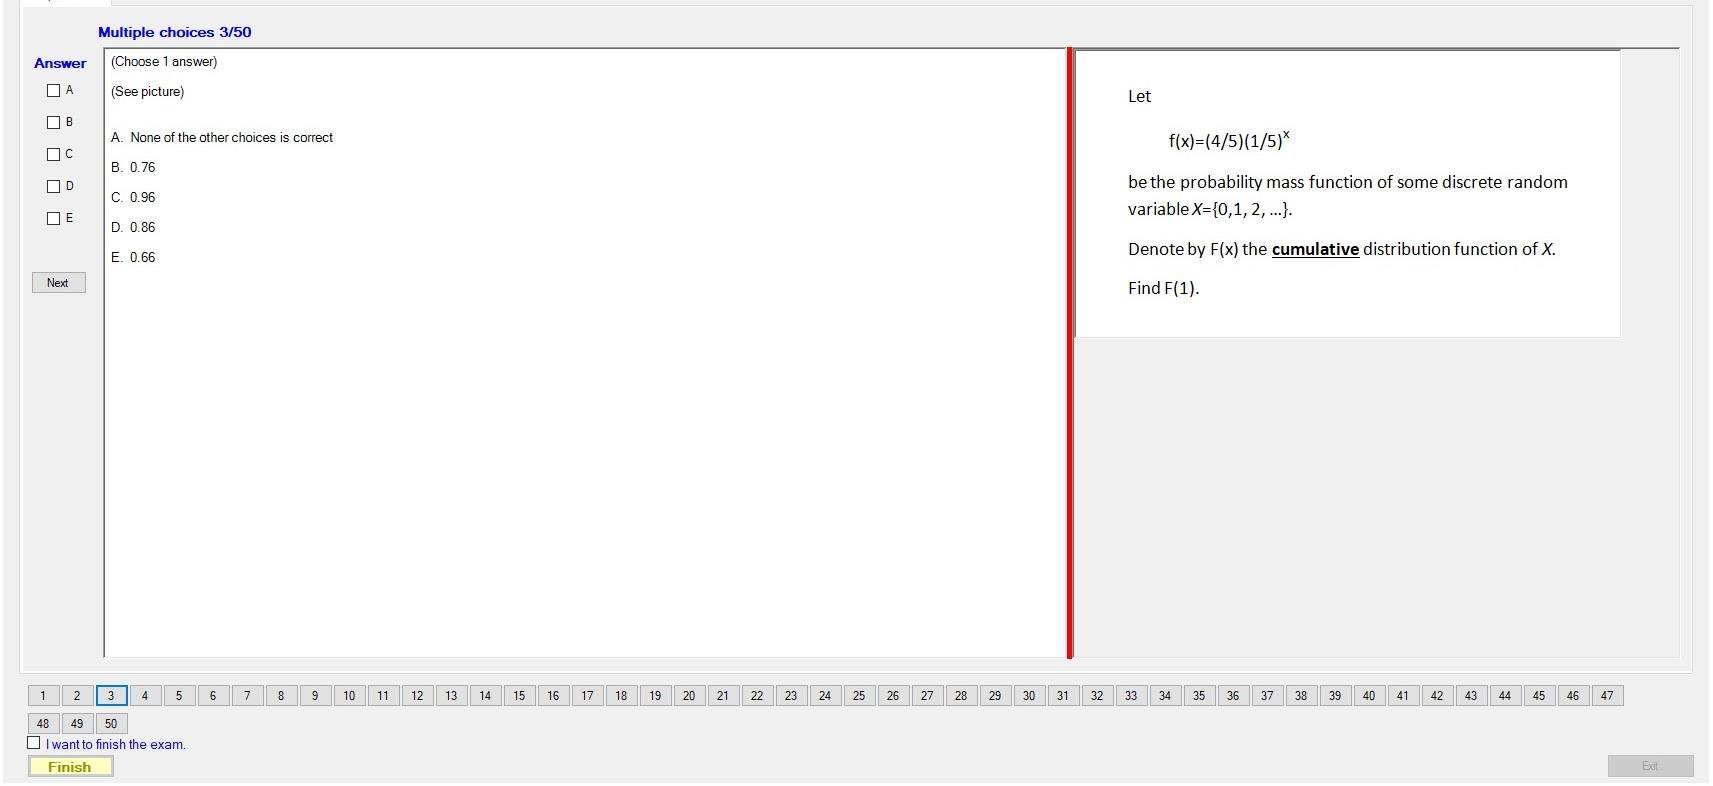 Multiple choices 3/50
Answer
A
B
C
D
E
Next
(Choose 1 answer)
(See picture)
A. None of the other choices is correct
B. 0.76
C. 0.96
D. 0.86
E. 0.66
Let
f(x)=(4/5)(1/5)ˣ
be the probability mass function of some discrete random
variable X={0,1, 2, ...}.
Denote by F(x) the cumulative distribution function of X.
Find F(1).
1 2 3 4 5 6 7 8 9 10 11 12 13 14 15 16 17 18 19 20 21 22 23 24 25 26 27 28 29 30 31 32 33 34 35 36 37 38 39 40 41 42 43 44 45 46 47
48 49 50
I want to finish the exam.
Finish
Exit